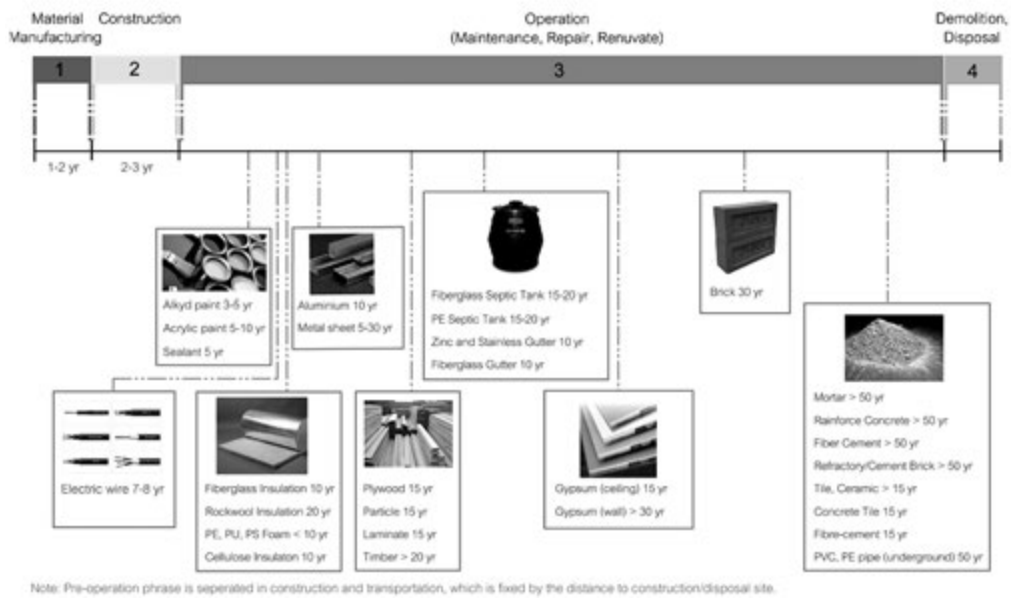 Material
Manufacturing
Construction
Operation
(Maintenance, Repair, Renuvate)
Demolition,
Disposal
1
2
3
4
1-2 yr
2-3 yr
Alkyd paint 3-5 yr
Acrylic paint 5-10 yr
Sealant 5 yr
Aluminium 10 yr
Metal sheet 5-30 yr
Fiberglass Septic Tank 15-20 yr
PE Septic Tank 15-20 yr
Zinc and Stainless Gutter 10 yr
Fiberglass Gutter 10 yr
Brick 30 yr
Electric wire 7-8 yr
Fiberglass Insulation 10 yr
Rockwool Insulation 20 yr
PE, PU, PS Foam < 10 yr
Cellulose Insulaton 10 yr
Plywood 15 yr
Particle 15 yr
Laminate 15 yr
Timber > 20 yr
Gypsum (ceiling) 15 yr
Gypsum (wall) > 30 yr
Mortar > 50 yr
Rainforce Concrete > 50 yr
Fiber Cement > 50 yr
Refractory/Cement Brick > 50 yr
Tile, Ceramic > 15 yr
Concrete Tile 15 yr
Fibre-cement 15 yr
PVC, PE pipe (underground) 50 yr
Note: Pre-operation phrase is seperated in construction and transportation, which is fixed by the distance to construction/disposal site.